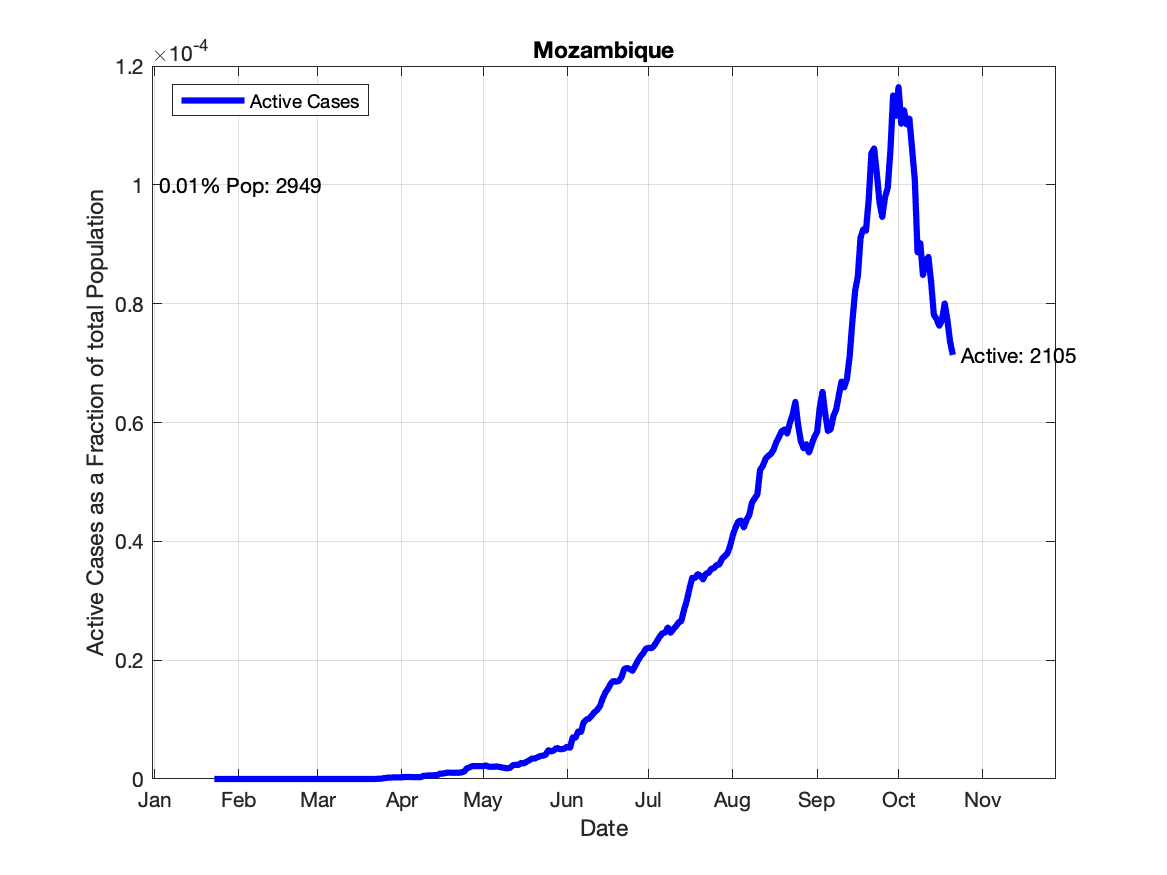 Mozambique
×10-4
Active Cases
0.01% Pop: 2949
Active: 2105
Active Cases as a Fraction of total Population
1.2
1
0.8
0.6
0.4
0.2
0
Jan Feb Mar Apr May Jun Jul Aug Sep Oct Nov
Date